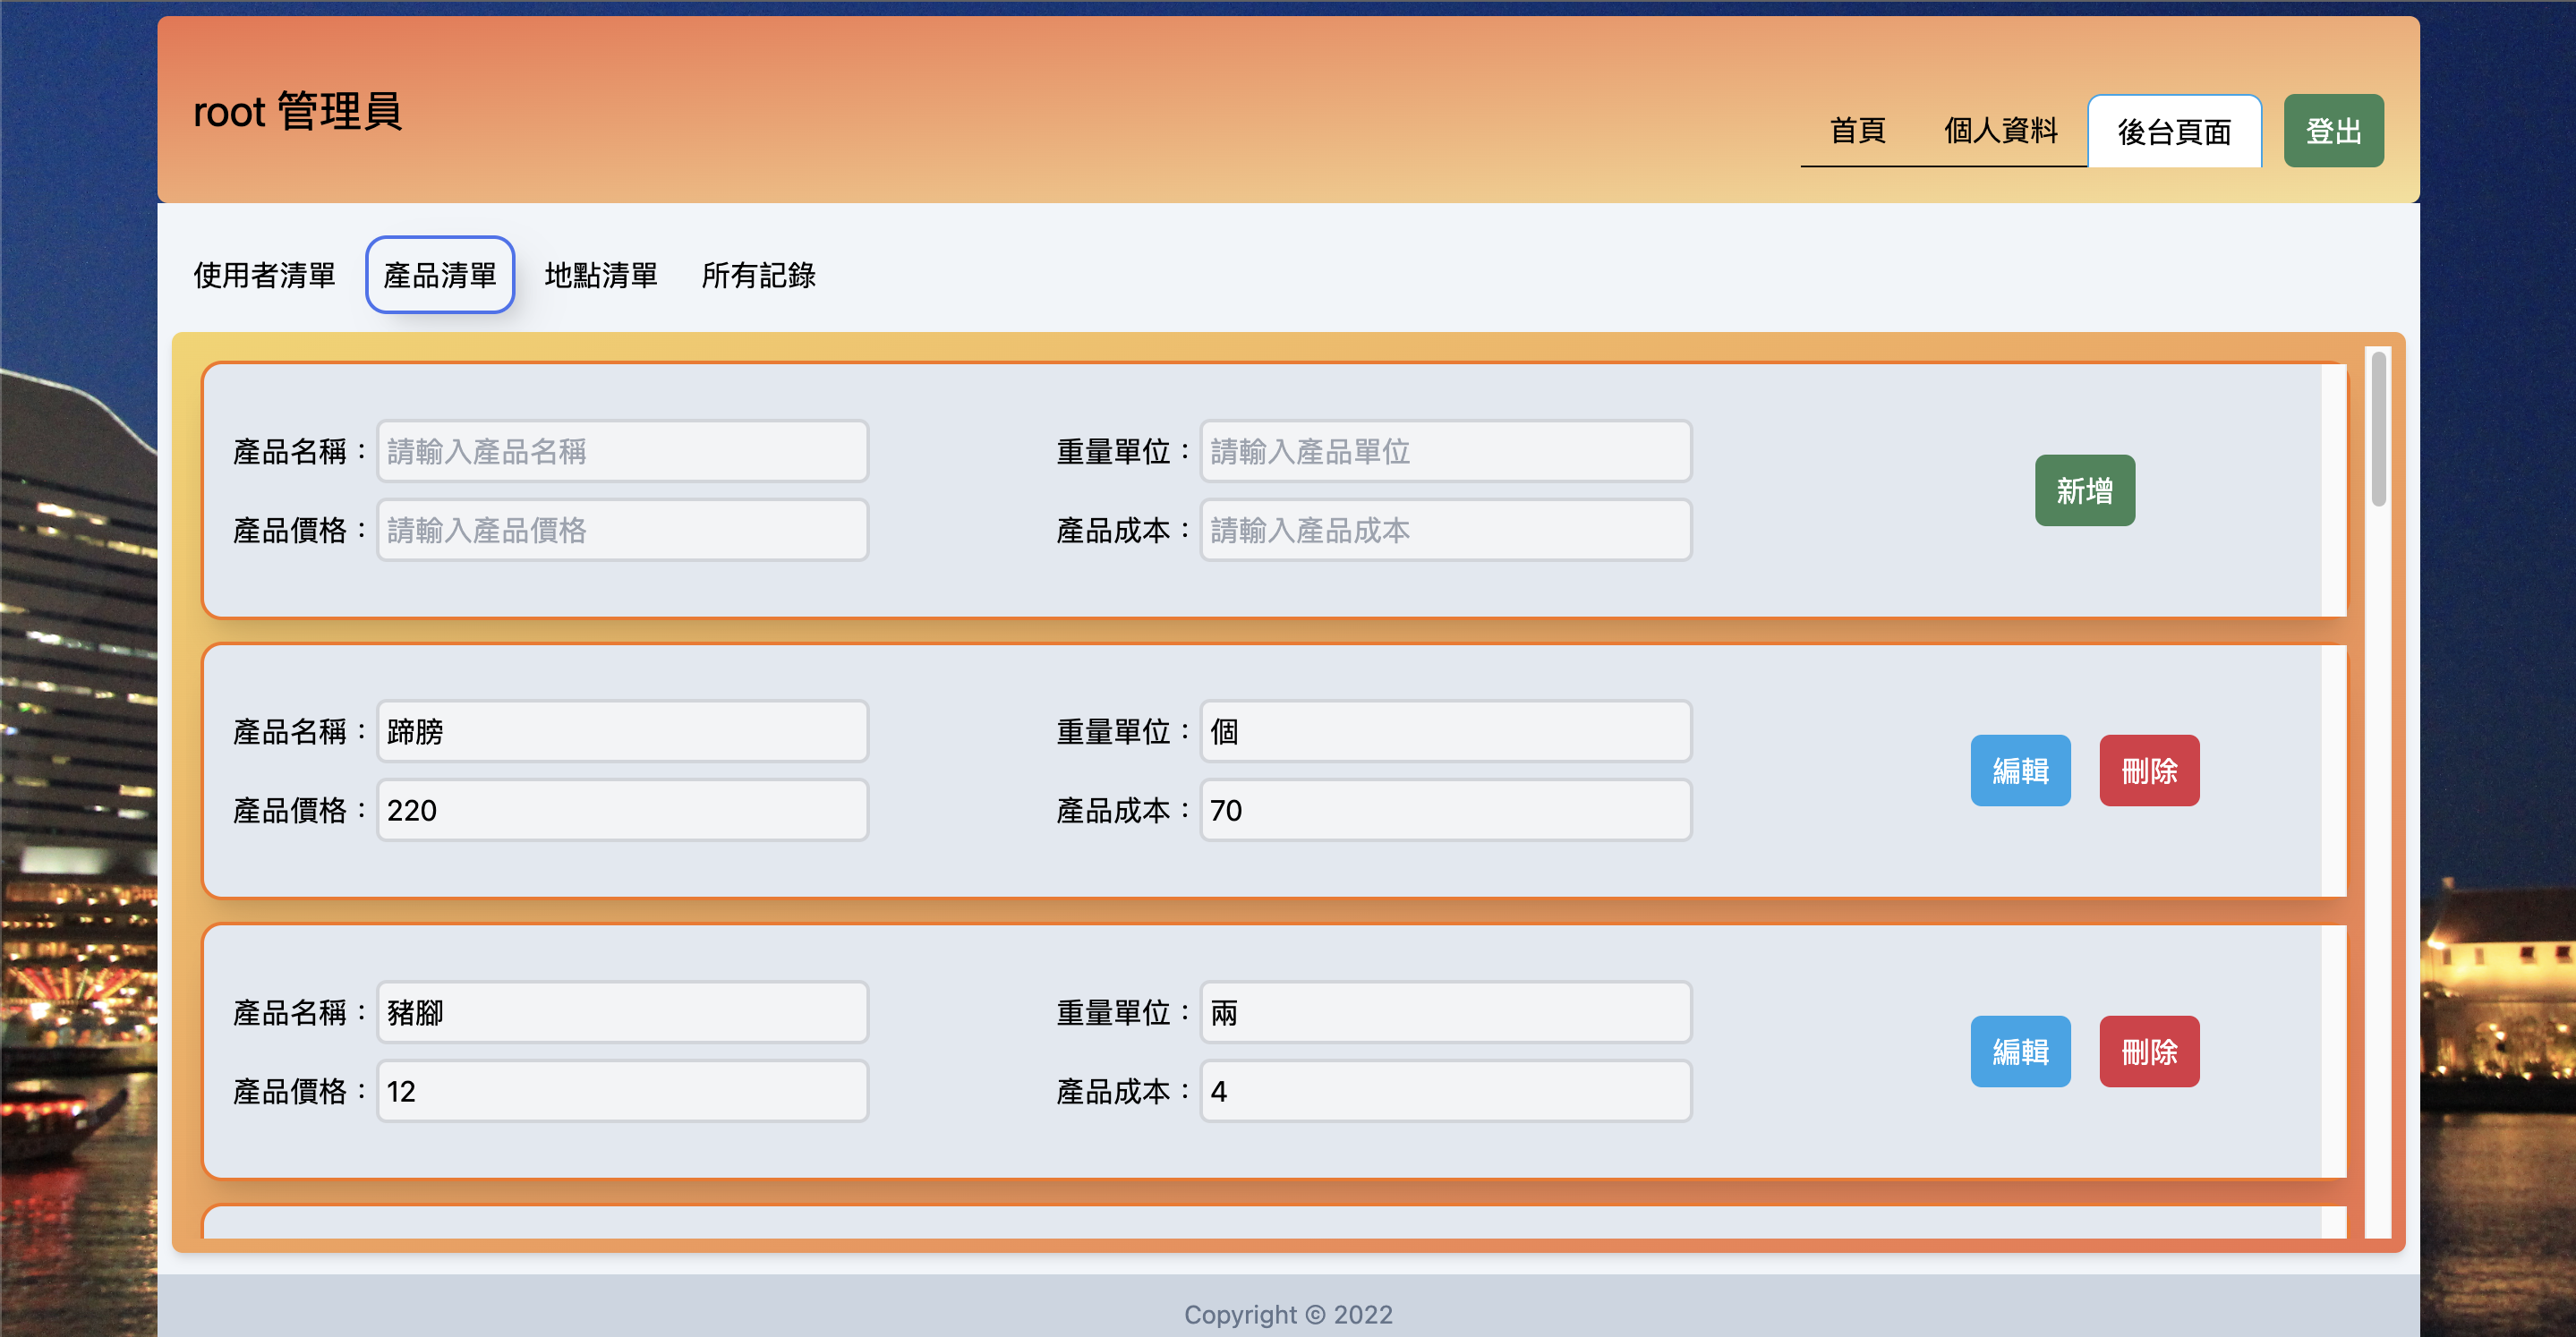 root 管理員
首頁 個人資料 後台頁面 登出
使用者清單 產品清單 地點清單 所有記錄
產品名稱： 請輸入產品名稱 重量單位： 請輸入產品單位
產品價格： 請輸入產品價格 產品成本： 請輸入產品成本
新增
產品名稱： 蹄膀 重量單位： 個
產品價格： 220 產品成本： 70
編輯 刪除
產品名稱： 豬腳 重量單位： 兩
產品價格： 12 產品成本： 4
編輯 刪除
Copyright © 2022